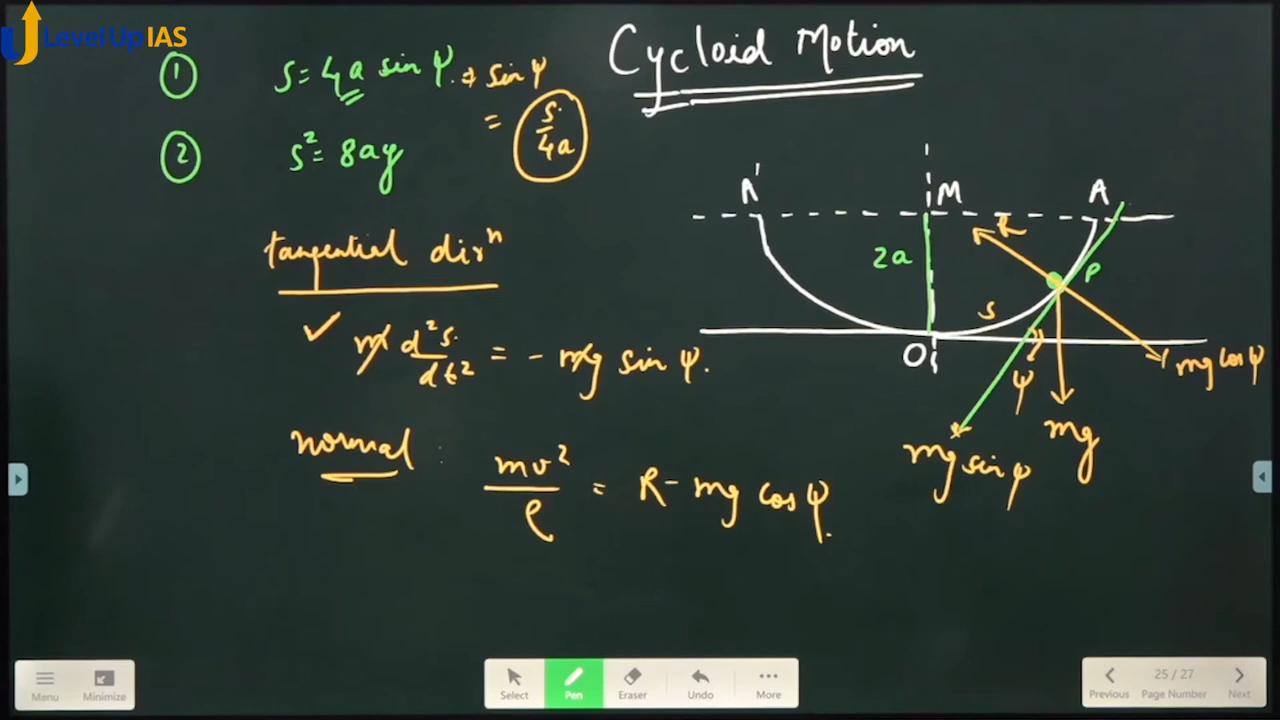 Level Up IAS
Cycloid Motion
① s = 4a sin ψ. ⇒ sin ψ
= s/4a
② s² = 8ay
tangential dirⁿ
✓ m d²s/dt² = - mg sin ψ.
normal :
mv²/ρ = R - mg cos ψ.
A' M A
R
2a
P
s
O
ψ
mg cos ψ
mg
mg sin ψ
Menu Minimize
Select Pen Eraser Undo More
25 / 27
Previous Page Number Next